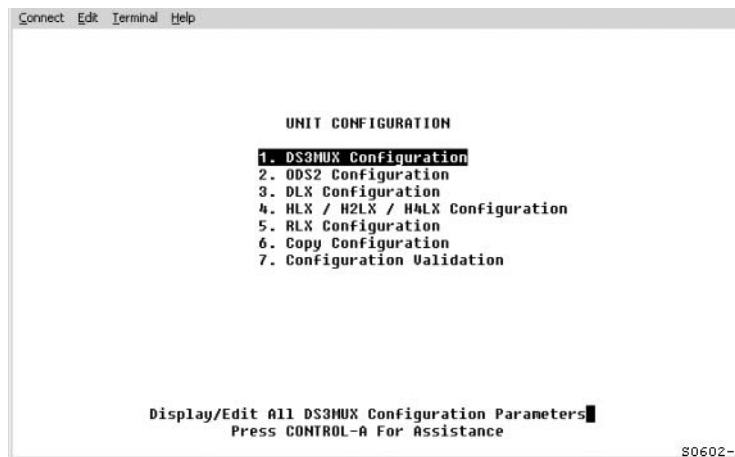 Connect Edit Terminal Help
UNIT CONFIGURATION
1. DS3MUX Configuration
2. ODS2 Configuration
3. DLX Configuration
4. HLX / H2LX / H4LX Configuration
5. RLX Configuration
6. Copy Configuration
7. Configuration Validation
Display/Edit All DS3MUX Configuration Parameters
Press CONTROL-A For Assistance
S0602-